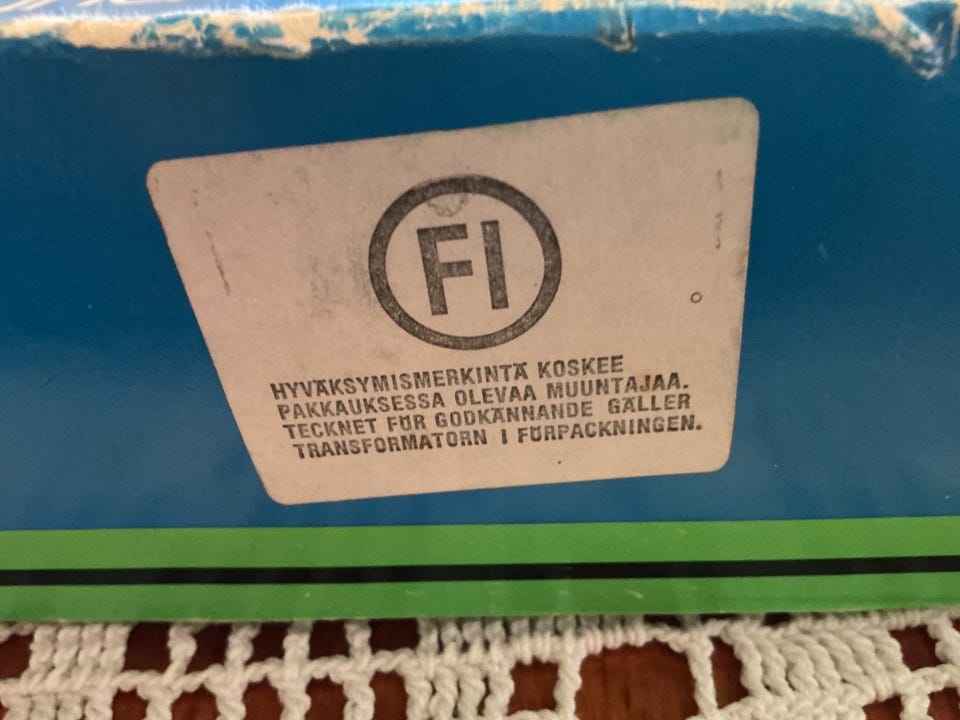 FI
HYVÄKSYMISMERKINTÄ KOSKEE
PAKKAUKSESSA OLEVAA MUUNTAJAA.
TECKNET FÖR GODKÄNNANDE GÄLLER
TRANSFORMATORN I FÖRPACKNINGEN.